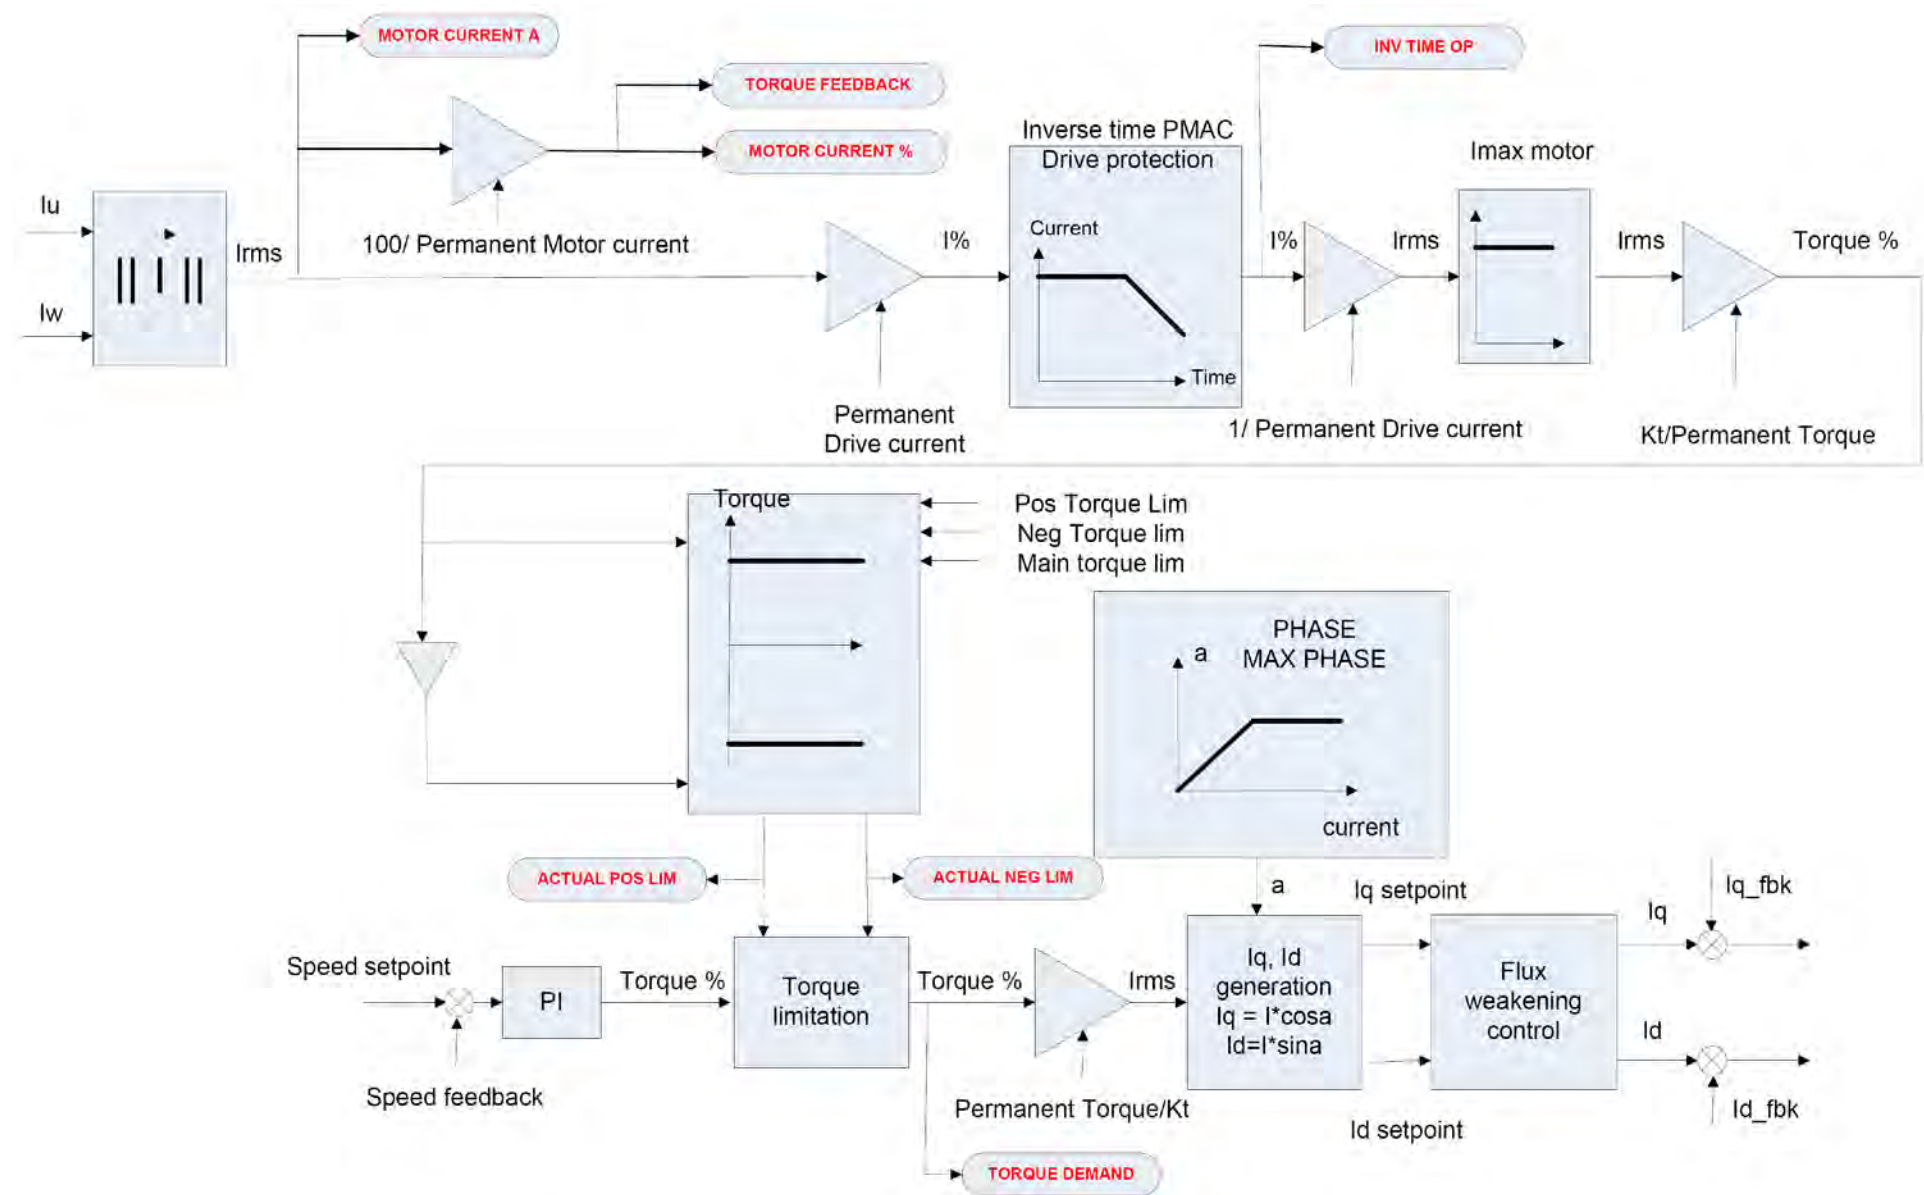 MOTOR CURRENT A
INV TIME OP
TORQUE FEEDBACK
MOTOR CURRENT %
Inverse time PMAC
Drive protection
Imax motor
Iu
Irms
Iw
100/ Permanent Motor current
I%
Current
Time
I%
Irms
Irms
Torque %
Permanent
Drive current
1/ Permanent Drive current
Kt/Permanent Torque
Torque
Pos Torque Lim
Neg Torque lim
Main torque lim
PHASE
MAX PHASE
a
current
ACTUAL POS LIM
ACTUAL NEG LIM
a
Iq setpoint
Iq_fbk
Iq
Speed setpoint
PI
Torque %
Torque
limitation
Torque %
Irms
Iq, Id
generation
Iq = I*cosa
Id=I*sina
Flux
weakening
control
Id
Speed feedback
Permanent Torque/Kt
Id setpoint
Id_fbk
TORQUE DEMAND